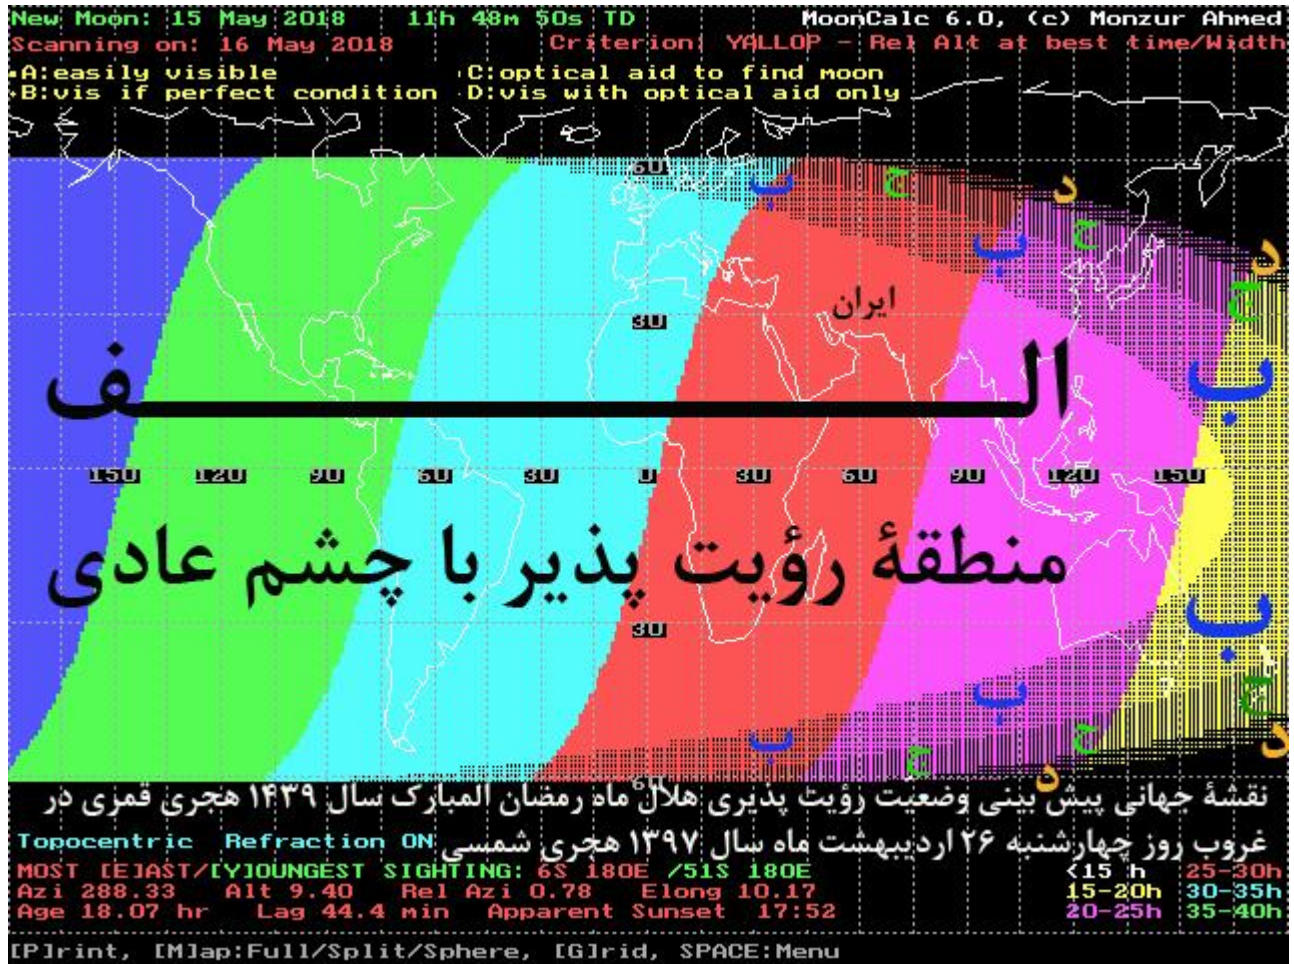 New Moon: 15 May 2018    11h 48m 50s TD    MoonCalc 6.0, (c) Monzur Ahmed
Scanning on: 16 May 2018    Criterion: YALLOP - Rel Alt at best time/Width
A:easily visible    C:optical aid to find moon
B:vis if perfect condition    D:vis with optical aid only
60
ب ج د
ب ج د
ایران
ج
30
ب
الـــــــف
150 120 90 60 30 0 30 60 90 120 150
منطقهٔ رؤیت پذیر با چشم عادی
ب
30
ب ج
ب ج ج د د
60
نقشهٔ جهانی پیش بینی وضعیت رؤیت پذیری هلال ماه رمضان المبارک سال ۱۴۳۹ هجری قمری در
غروب روز چهارشنبه ۲۶ اردیبهشت ماه سال ۱۳۹۷ هجری شمسی
Topocentric  Refraction ON
MOST [E]AST/[Y]OUNGEST SIGHTING: 6S 180E /51S 180E    <15 h  25-30h
Azi 288.33  Alt 9.40  Rel Azi 0.78  Elong 10.17    15-20h  30-35h
Age 18.07 hr  Lag 44.4 min  Apparent Sunset  17:52    20-25h  35-40h
[P]rint, [M]ap:Full/Split/Sphere, [G]rid, SPACE:Menu